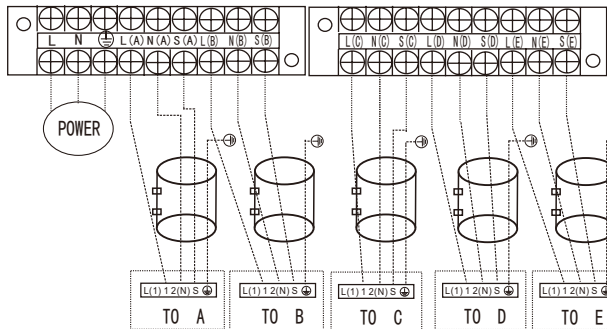 L N L(A) N(A) S(A) L(B) N(B) S(B)
L(C) N(C) S(C) L(D) N(D) S(D) L(E) N(E) S(E)
POWER
L(1) 1 2(N) S L(1) 1 2(N) S L(1) 1 2(N) S L(1) 1 2(N) S L(1) 1 2(N) S
TO A TO B TO C TO D TO E